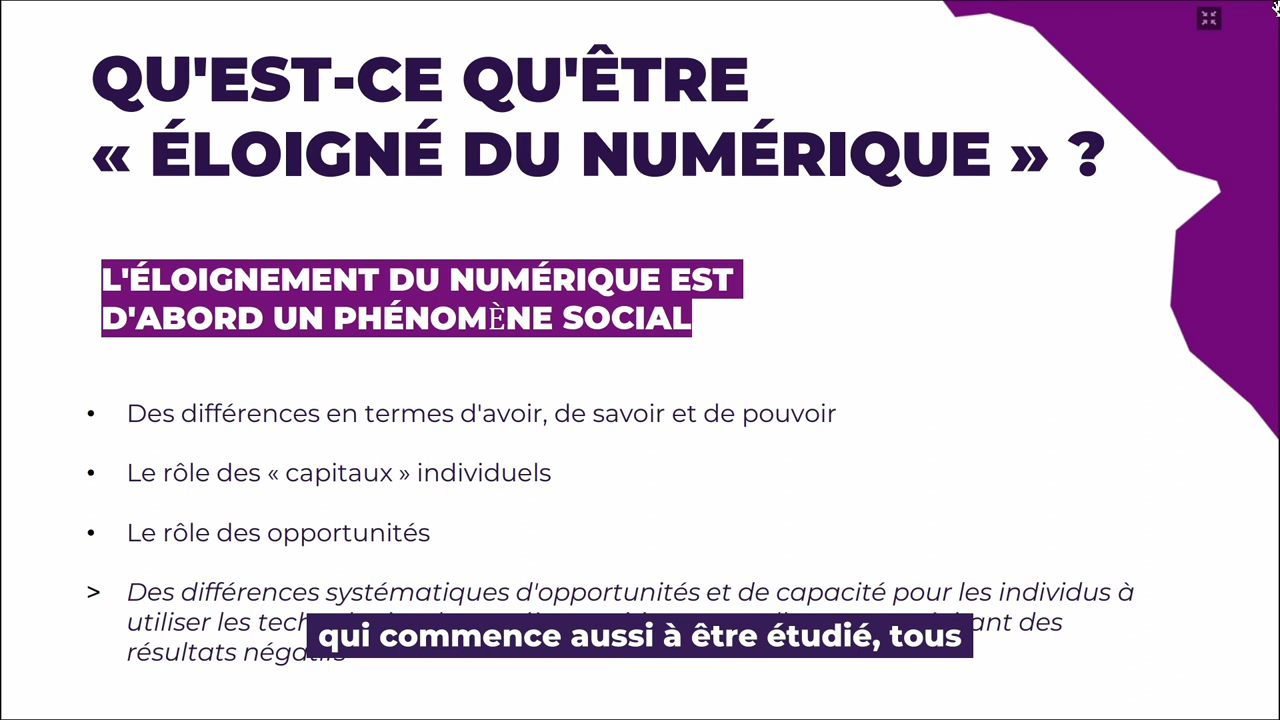 QU'EST-CE QU'ÊTRE
« ÉLOIGNÉ DU NUMÉRIQUE » ?
L'ÉLOIGNEMENT DU NUMÉRIQUE EST
D'ABORD UN PHÉNOMÈNE SOCIAL
• Des différences en termes d'avoir, de savoir et de pouvoir
• Le rôle des « capitaux » individuels
• Le rôle des opportunités
> Des différences systématiques d'opportunités et de capacité pour les individus à
utiliser les des
résultats négatifs
qui commence aussi à être étudié, tous